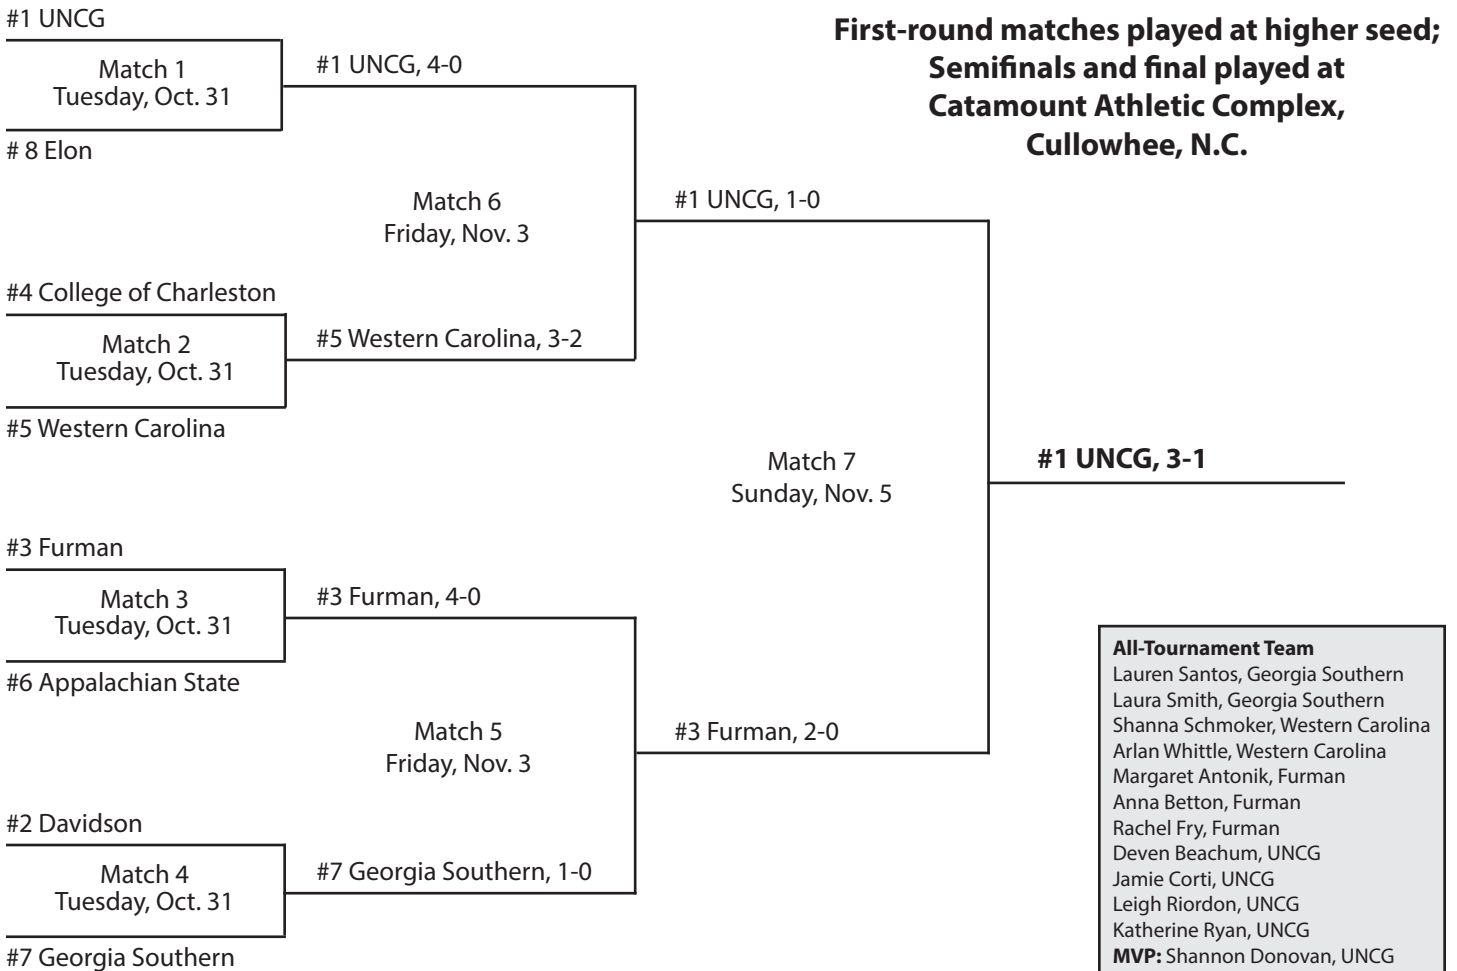 #1 UNCG
Match 1
Tuesday, Oct. 31
# 8 Elon
#1 UNCG, 4-0
First-round matches played at higher seed;
Semifinals and final played at
Catamount Athletic Complex,
Cullowhee, N.C.
Match 6
Friday, Nov. 3
#1 UNCG, 1-0
#4 College of Charleston
Match 2
Tuesday, Oct. 31
#5 Western Carolina
#5 Western Carolina, 3-2
Match 7
Sunday, Nov. 5
#1 UNCG, 3-1
#3 Furman
Match 3
Tuesday, Oct. 31
#6 Appalachian State
#3 Furman, 4-0
Match 5
Friday, Nov. 3
#3 Furman, 2-0
#2 Davidson
Match 4
Tuesday, Oct. 31
#7 Georgia Southern
#7 Georgia Southern, 1-0
All-Tournament Team
Lauren Santos, Georgia Southern
Laura Smith, Georgia Southern
Shanna Schmoker, Western Carolina
Arlan Whittle, Western Carolina
Margaret Antonik, Furman
Anna Betton, Furman
Rachel Fry, Furman
Deven Beachum, UNCG
Jamie Corti, UNCG
Leigh Riordon, UNCG
Katherine Ryan, UNCG
MVP: Shannon Donovan, UNCG